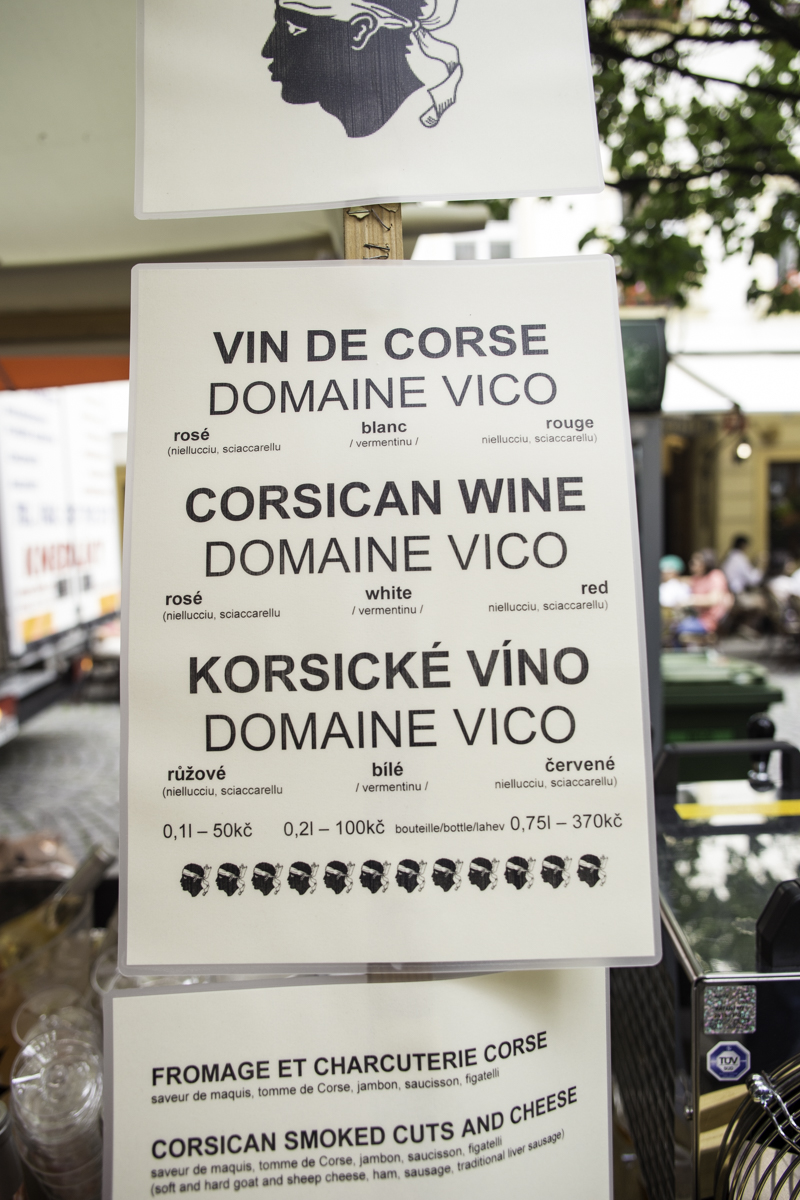 VIN DE CORSE
DOMAINE VICO
rosé blanc rouge
(niellucciu, sciaccarellu / vermentinu / niellucciu, sciaccarellu)
CORSICAN WINE
DOMAINE VICO
rosé white red
(niellucciu, sciaccarellu / vermentinu / niellucciu, sciaccarellu)
KORSICKÉ VÍNO
DOMAINE VICO
růžové bílé červené
(niellucciu, sciaccarellu / vermentinu / niellucciu, sciaccarellu)
0,1l – 50kč 0,2l – 100kč bouteille/bottle/lahev 0,75l – 370kč
FROMAGE ET CHARCUTERIE CORSE
saveur de maquis, tomme de Corse, jambon, saucisson, figatelli
CORSICAN SMOKED CUTS AND CHEESE
saveur de maquis, tomme de Corse, jambon, saucisson, figatelli
(soft and hard goat and sheep cheese, ham, sausage, traditional liver sausage)
TÜV